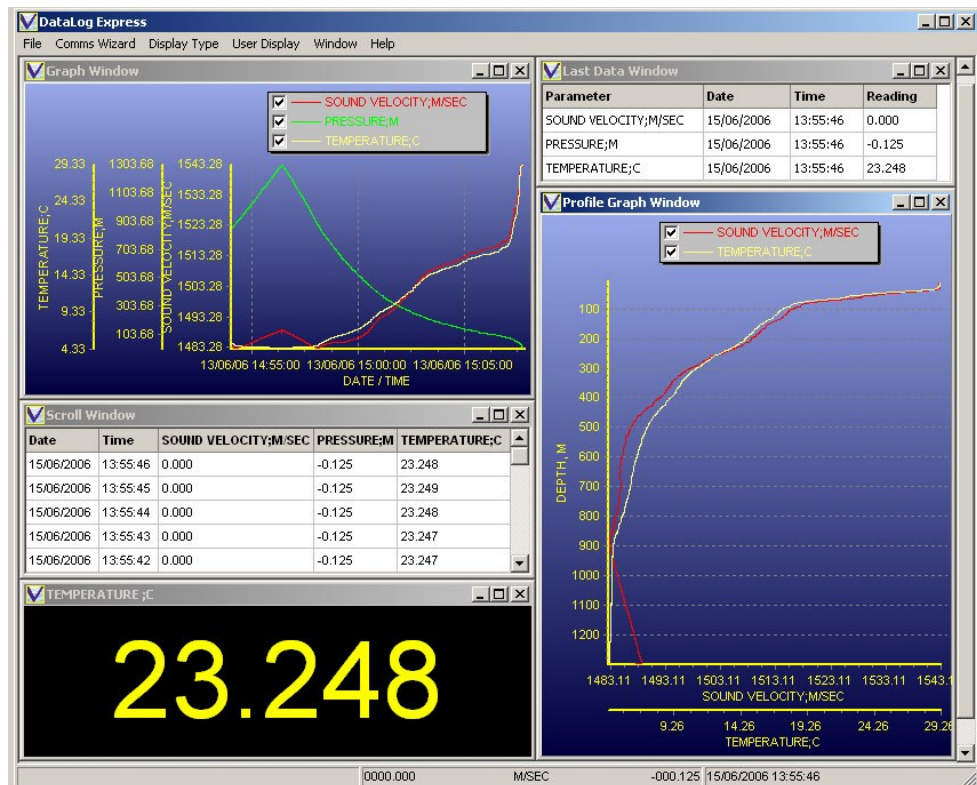 DataLog Express
File Comms Wizard Display Type User Display Window Help
Graph Window
SOUND VELOCITY;M/SEC
PRESSURE;M
TEMPERATURE;C
29.33 1303.68 1543.28
24.33 1103.68 1533.28
19.33 903.68 1523.28
14.33 703.68 1513.28
9.33 503.68 1503.28
4.33 303.68 1493.28
103.68 1483.28
TEMPERATURE;C
PRESSURE;M
SOUND VELOCITY;M/SEC
13/06/06 14:55:00 13/06/06 15:00:00 13/06/06 15:05:00
DATE / TIME
Last Data Window
Parameter Date Time Reading
SOUND VELOCITY;M/SEC 15/06/2006 13:55:46 0.000
PRESSURE;M 15/06/2006 13:55:46 -0.125
TEMPERATURE;C 15/06/2006 13:55:46 23.248
Scroll Window
Date Time SOUND VELOCITY;M/SEC PRESSURE;M TEMPERATURE;C
15/06/2006 13:55:46 0.000 -0.125 23.248
15/06/2006 13:55:45 0.000 -0.125 23.249
15/06/2006 13:55:44 0.000 -0.125 23.248
15/06/2006 13:55:43 0.000 -0.125 23.247
15/06/2006 13:55:42 0.000 -0.125 23.247
TEMPERATURE ;C
23.248
Profile Graph Window
SOUND VELOCITY;M/SEC
TEMPERATURE;C
100
200
300
400
500
600
700
800
900
1000
1100
1200
DEPTH, M
1483.11 1493.11 1503.11 1513.11 1523.11 1533.11 1543.1
SOUND VELOCITY;M/SEC
9.26 14.26 19.26 24.26 29.26
TEMPERATURE;C
0000.000 M/SEC -000.125 15/06/2006 13:55:46